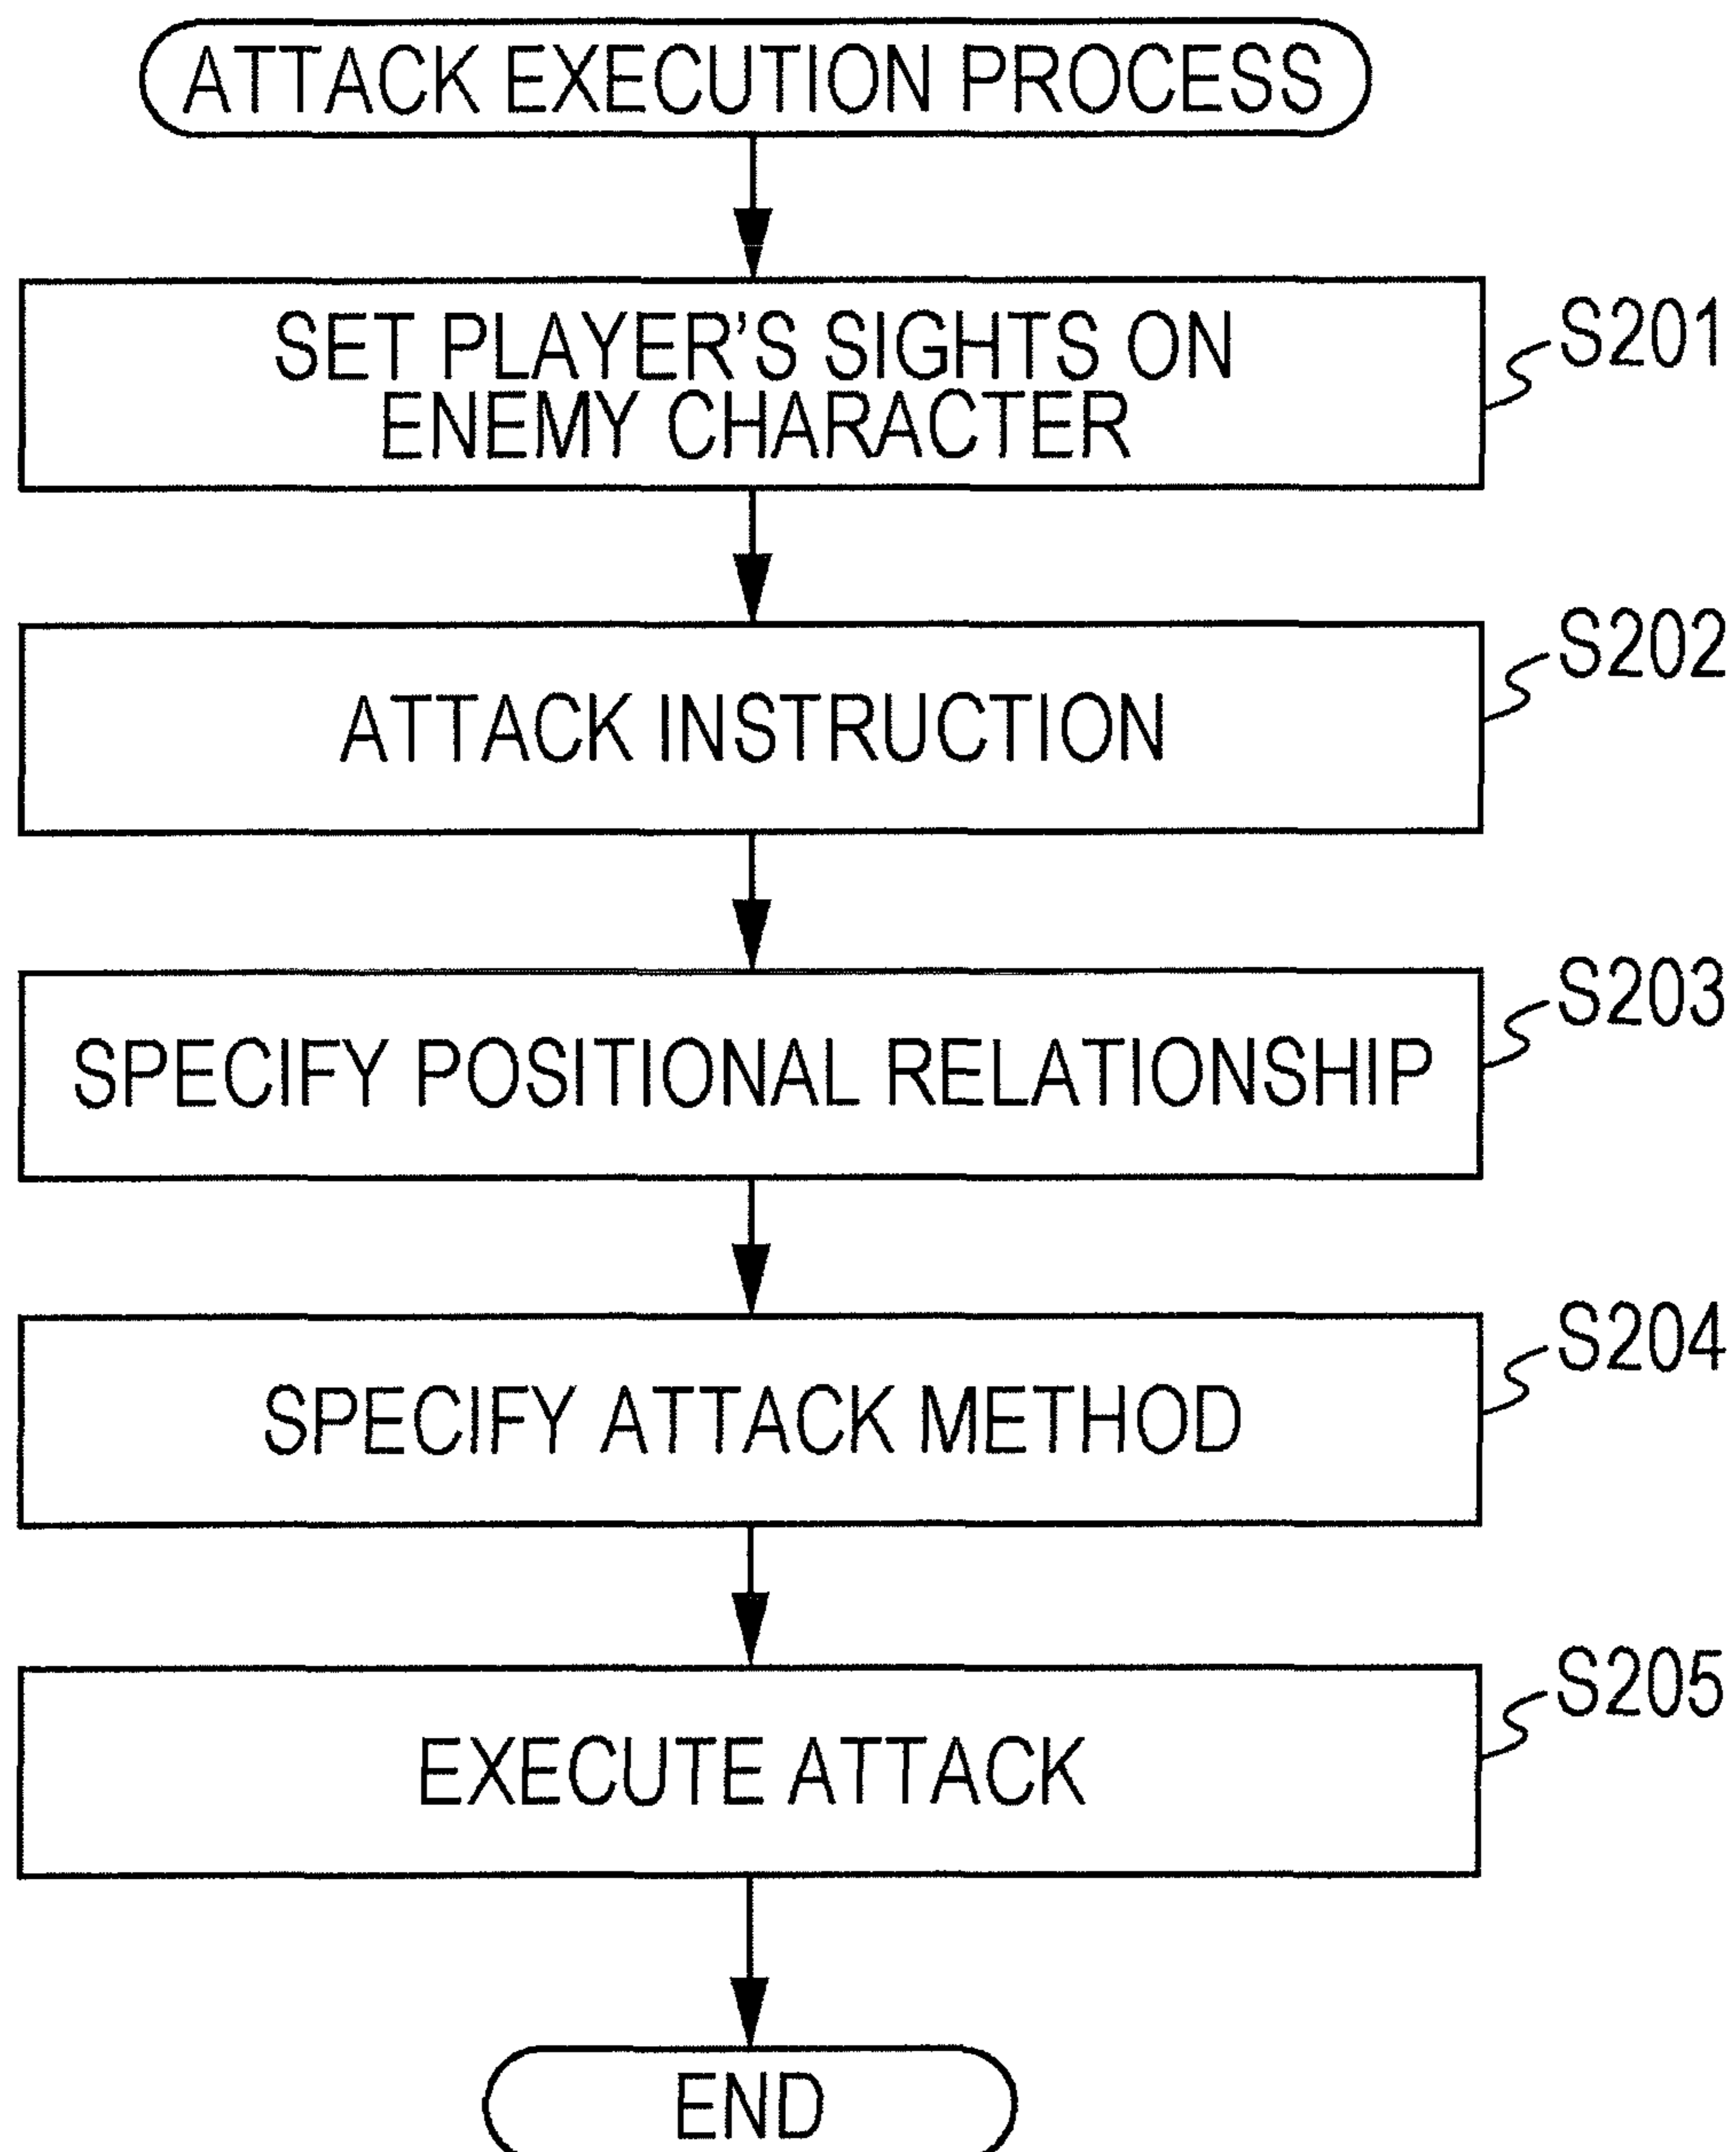 ATTACK EXECUTION PROCESS
SET PLAYER'S SIGHTS ON
ENEMY CHARACTER
S201
ATTACK INSTRUCTION
S202
SPECIFY POSITIONAL RELATIONSHIP
S203
SPECIFY ATTACK METHOD
S204
EXECUTE ATTACK
S205
END